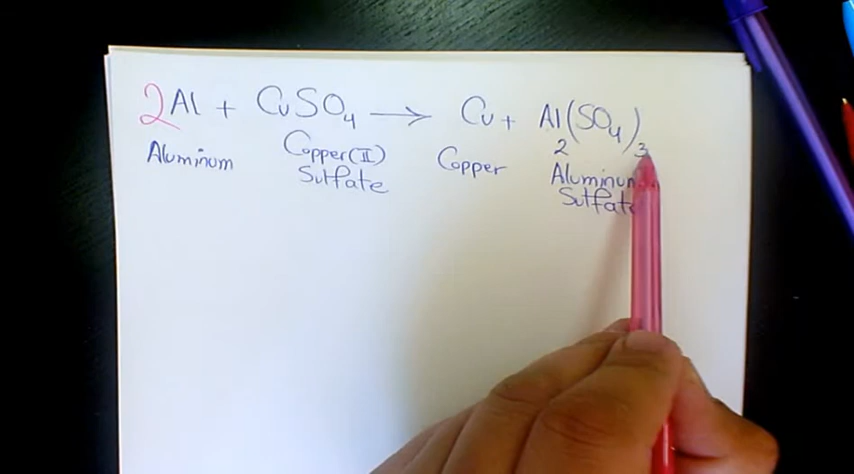 2Al + CuSO4 → Cu + Al2(SO4)3
Aluminum Copper(II) Sulfate Copper Aluminum Sulfate